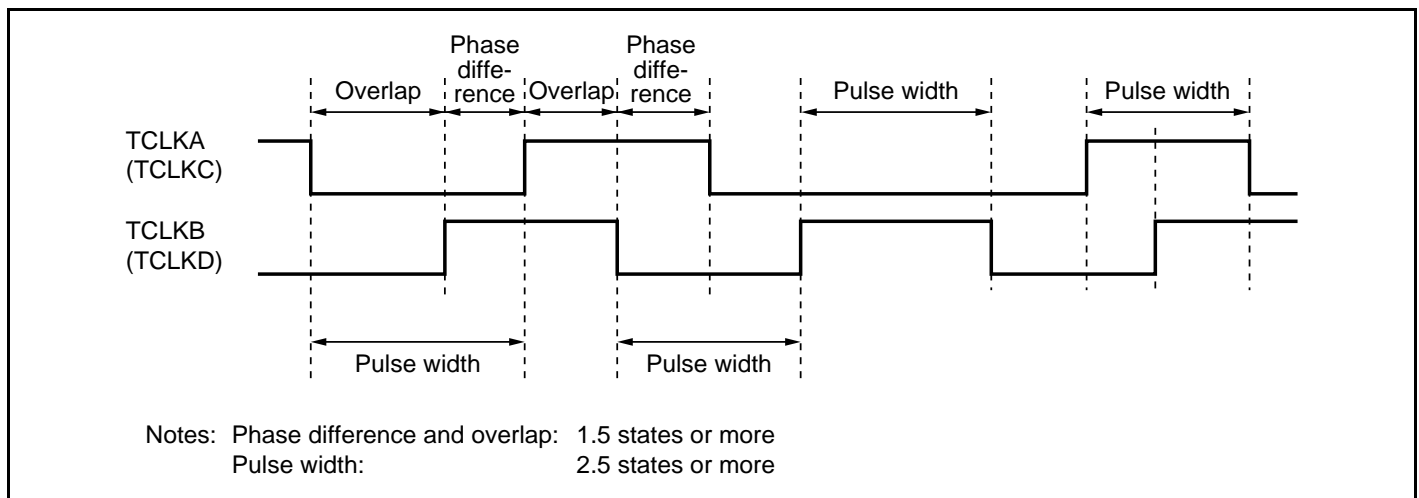 Phase
diffe-
rence
Phase
diffe-
rence
Overlap
Overlap
Pulse width
Pulse width
TCLKA
(TCLKC)
TCLKB
(TCLKD)
Pulse width
Pulse width
Notes: Phase difference and overlap: 1.5 states or more
Pulse width: 2.5 states or more